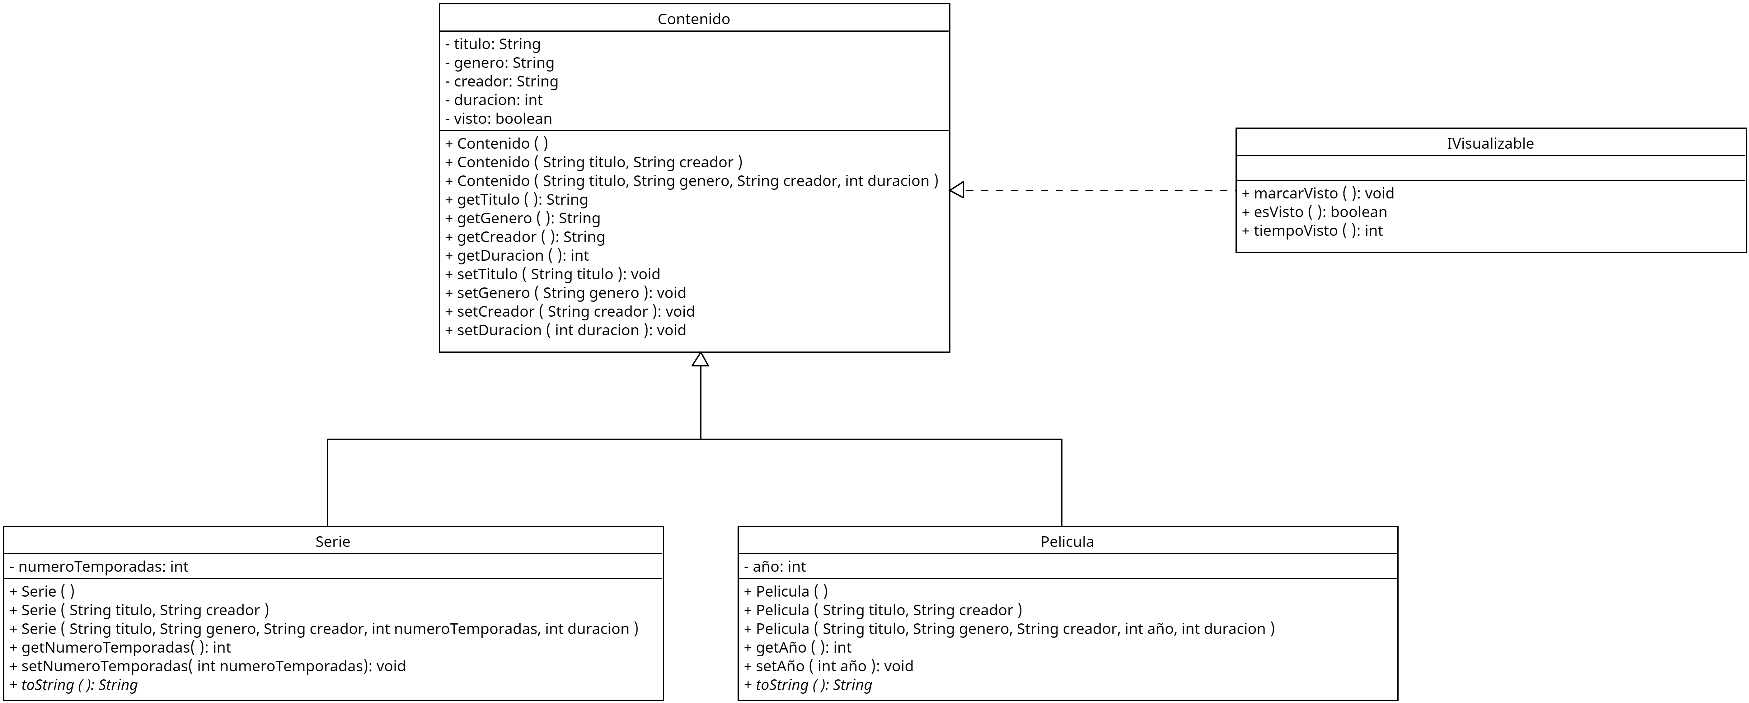 Contenido
- titulo: String
- genero: String
- creador: String
- duracion: int
- visto: boolean
+ Contenido ( )
+ Contenido ( String titulo, String creador )
+ Contenido ( String titulo, String genero, String creador, int duracion )
+ getTitulo ( ): String
+ getGenero ( ): String
+ getCreador ( ): String
+ getDuracion ( ): int
+ setTitulo ( String titulo ): void
+ setGenero ( String genero ): void
+ setCreador ( String creador ): void
+ setDuracion ( int duracion ): void
IVisualizable
+ marcarVisto ( ): void
+ esVisto ( ): boolean
+ tiempoVisto ( ): int
Serie
- numeroTemporadas: int
+ Serie ( )
+ Serie ( String titulo, String creador )
+ Serie ( String titulo, String genero, String creador, int numeroTemporadas, int duracion )
+ getNumeroTemporadas( ): int
+ setNumeroTemporadas( int numeroTemporadas): void
+ toString ( ): String
Pelicula
- año: int
+ Pelicula ( )
+ Pelicula ( String titulo, String creador )
+ Pelicula ( String titulo, String genero, String creador, int año, int duracion )
+ getAño ( ): int
+ setAño ( int año ): void
+ toString ( ): String